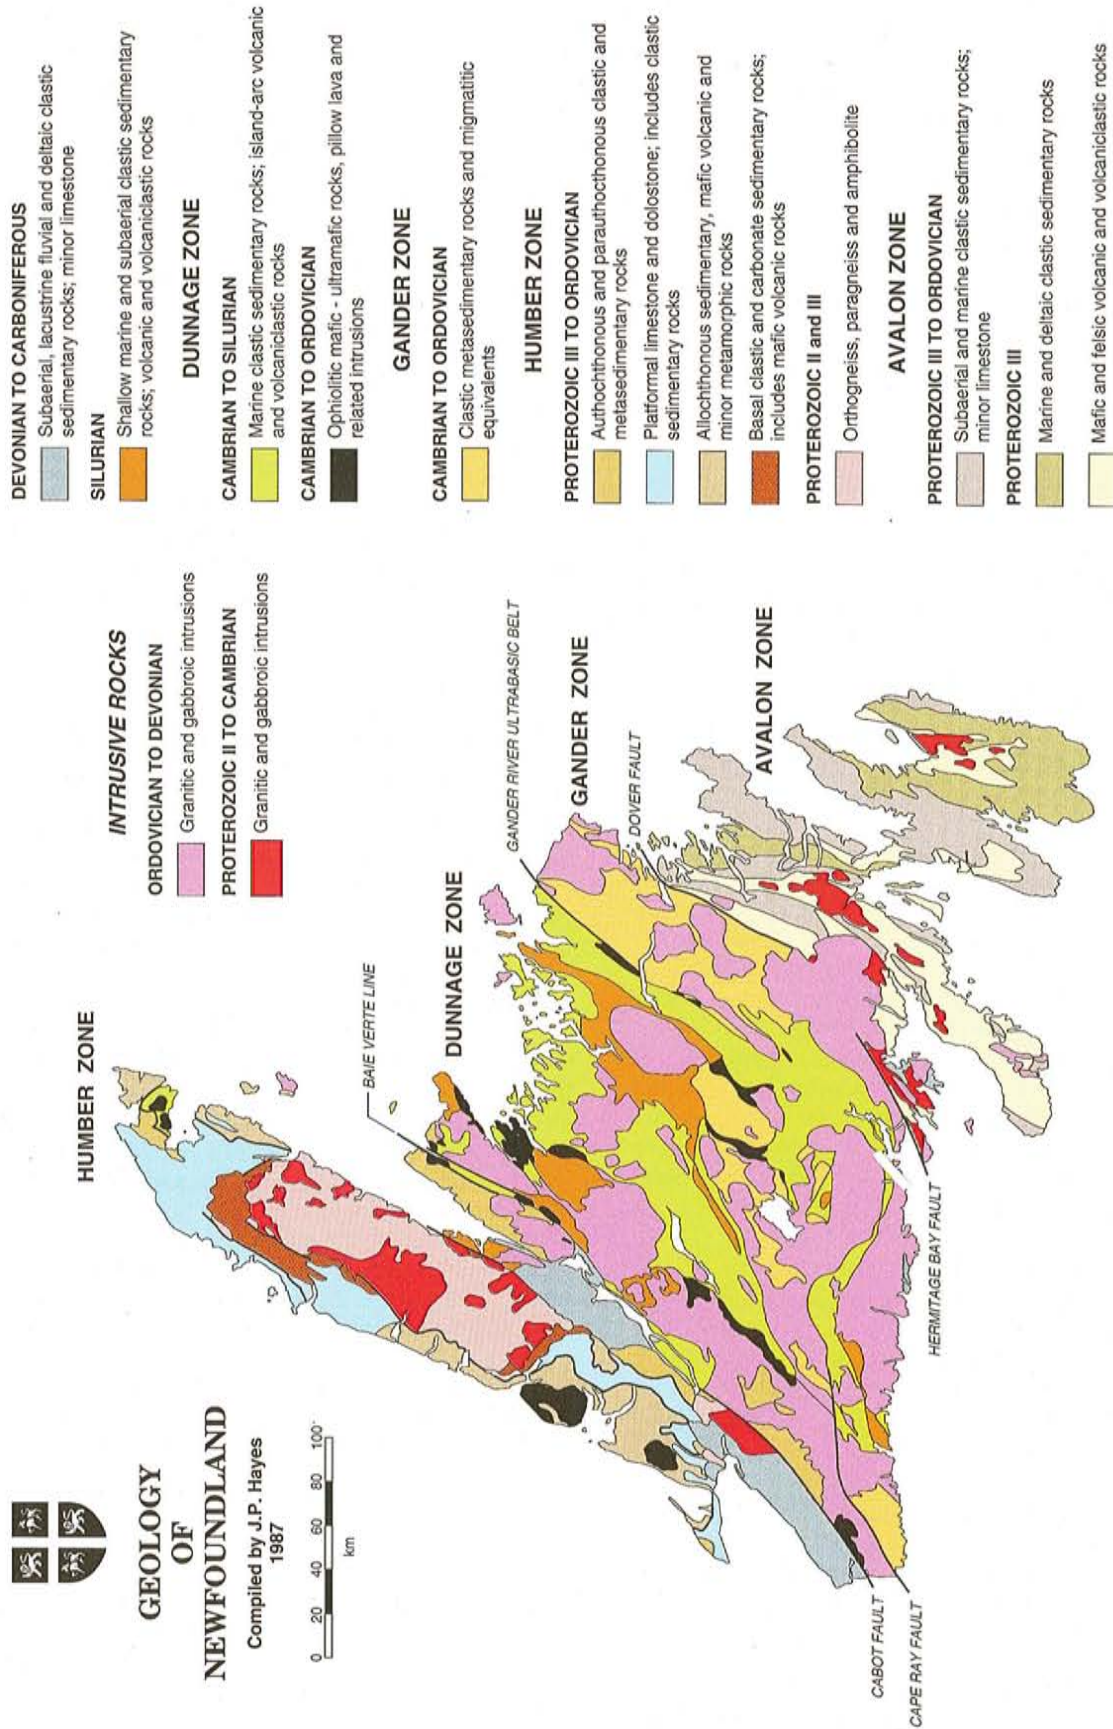 GEOLOGY
OF
NEWFOUNDLAND
Compiled by J.P. Hayes
1987
0 20 40 60 80 100
km
HUMBER ZONE
BAIE VERTE LINE
DUNNAGE ZONE
GANDER RIVER ULTRABASIC BELT
GANDER ZONE
DOVER FAULT
AVALON ZONE
HERMITAGE BAY FAULT
CABOT FAULT
CAPE RAY FAULT
INTRUSIVE ROCKS
ORDOVICIAN TO DEVONIAN
Granitic and gabbroic intrusions
PROTEROZOIC II TO CAMBRIAN
Granitic and gabbroic intrusions
DEVONIAN TO CARBONIFEROUS
Subaerial, lacustrine fluvial and deltaic clastic
sedimentary rocks; minor limestone
SILURIAN
Shallow marine and subaerial clastic sedimentary
rocks; volcanic and volcaniclastic rocks
DUNNAGE ZONE
CAMBRIAN TO SILURIAN
Marine clastic sedimentary rocks; island-arc volcanic
and volcaniclastic rocks
CAMBRIAN TO ORDOVICIAN
Ophiolitic mafic - ultramafic rocks, pillow lava and
related intrusions
GANDER ZONE
CAMBRIAN TO ORDOVICIAN
Clastic metasedimentary rocks and migmatitic
equivalents
HUMBER ZONE
PROTEROZOIC III TO ORDOVICIAN
Authochthonous and parauthocthonous clastic and
metasedimentary rocks
Platformal limestone and dolostone; includes clastic
sedimentary rocks
Allochthonous sedimentary, mafic volcanic and
minor metamorphic rocks
Basal clastic and carbonate sedimentary rocks;
includes mafic volcanic rocks
PROTEROZOIC II and III
Orthogneiss, paragneiss and amphibolite
AVALON ZONE
PROTEROZOIC III TO ORDOVICIAN
Subaerial and marine clastic sedimentary rocks;
minor limestone
PROTEROZOIC III
Marine and deltaic clastic sedimentary rocks
Mafic and felsic volcanic and volcaniclastic rocks